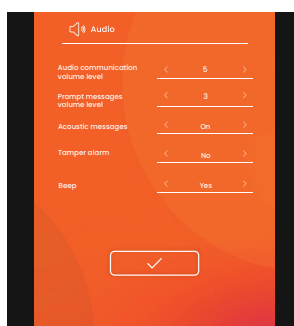 Audio
Audio communication
volume level
5
Prompt messages
volume level
3
Acoustic messages
On
Tamper alarm
No
Beep
Yes